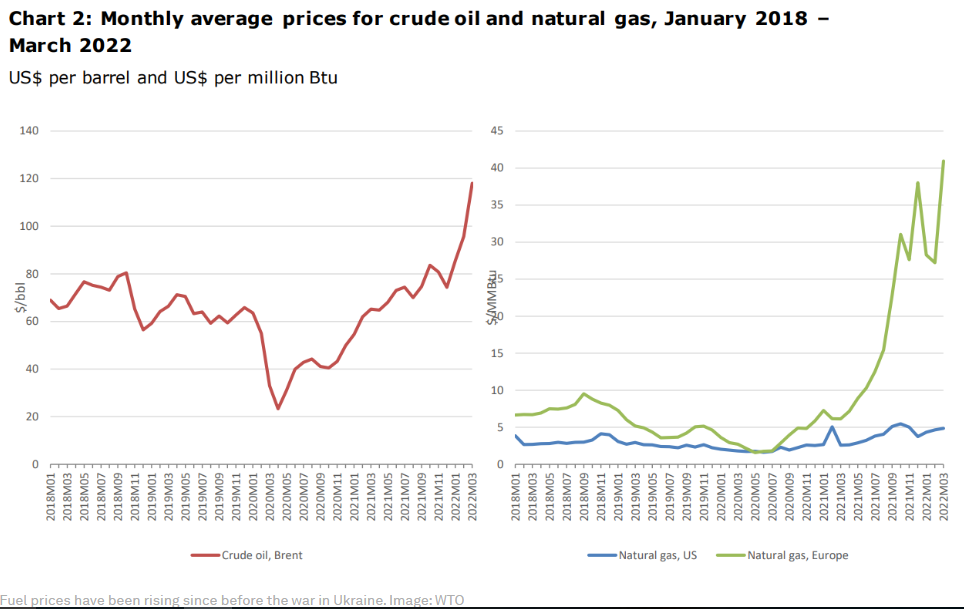 Chart 2: Monthly average prices for crude oil and natural gas, January 2018 –
March 2022
US$ per barrel and US$ per million Btu
140
120
100
80
60
40
20
0
$/bbl
2018M01
2018M03
2018M05
2018M07
2018M09
2018M11
2019M01
2019M03
2019M05
2019M07
2019M09
2019M11
2020M01
2020M03
2020M05
2020M07
2020M09
2020M11
2021M01
2021M03
2021M05
2021M07
2021M09
2021M11
2022M01
2022M03
Crude oil, Brent
45
40
35
30
25
20
15
10
5
0
$/MMBtu
2018M01
2018M03
2018M05
2018M07
2018M09
2018M11
2019M01
2019M03
2019M05
2019M07
2019M09
2019M11
2020M01
2020M03
2020M05
2020M07
2020M09
2020M11
2021M01
2021M03
2021M05
2021M07
2021M09
2021M11
2022M01
2022M03
Natural gas, US
Natural gas, Europe
Fuel prices have been rising since before the war in Ukraine. Image: WTO